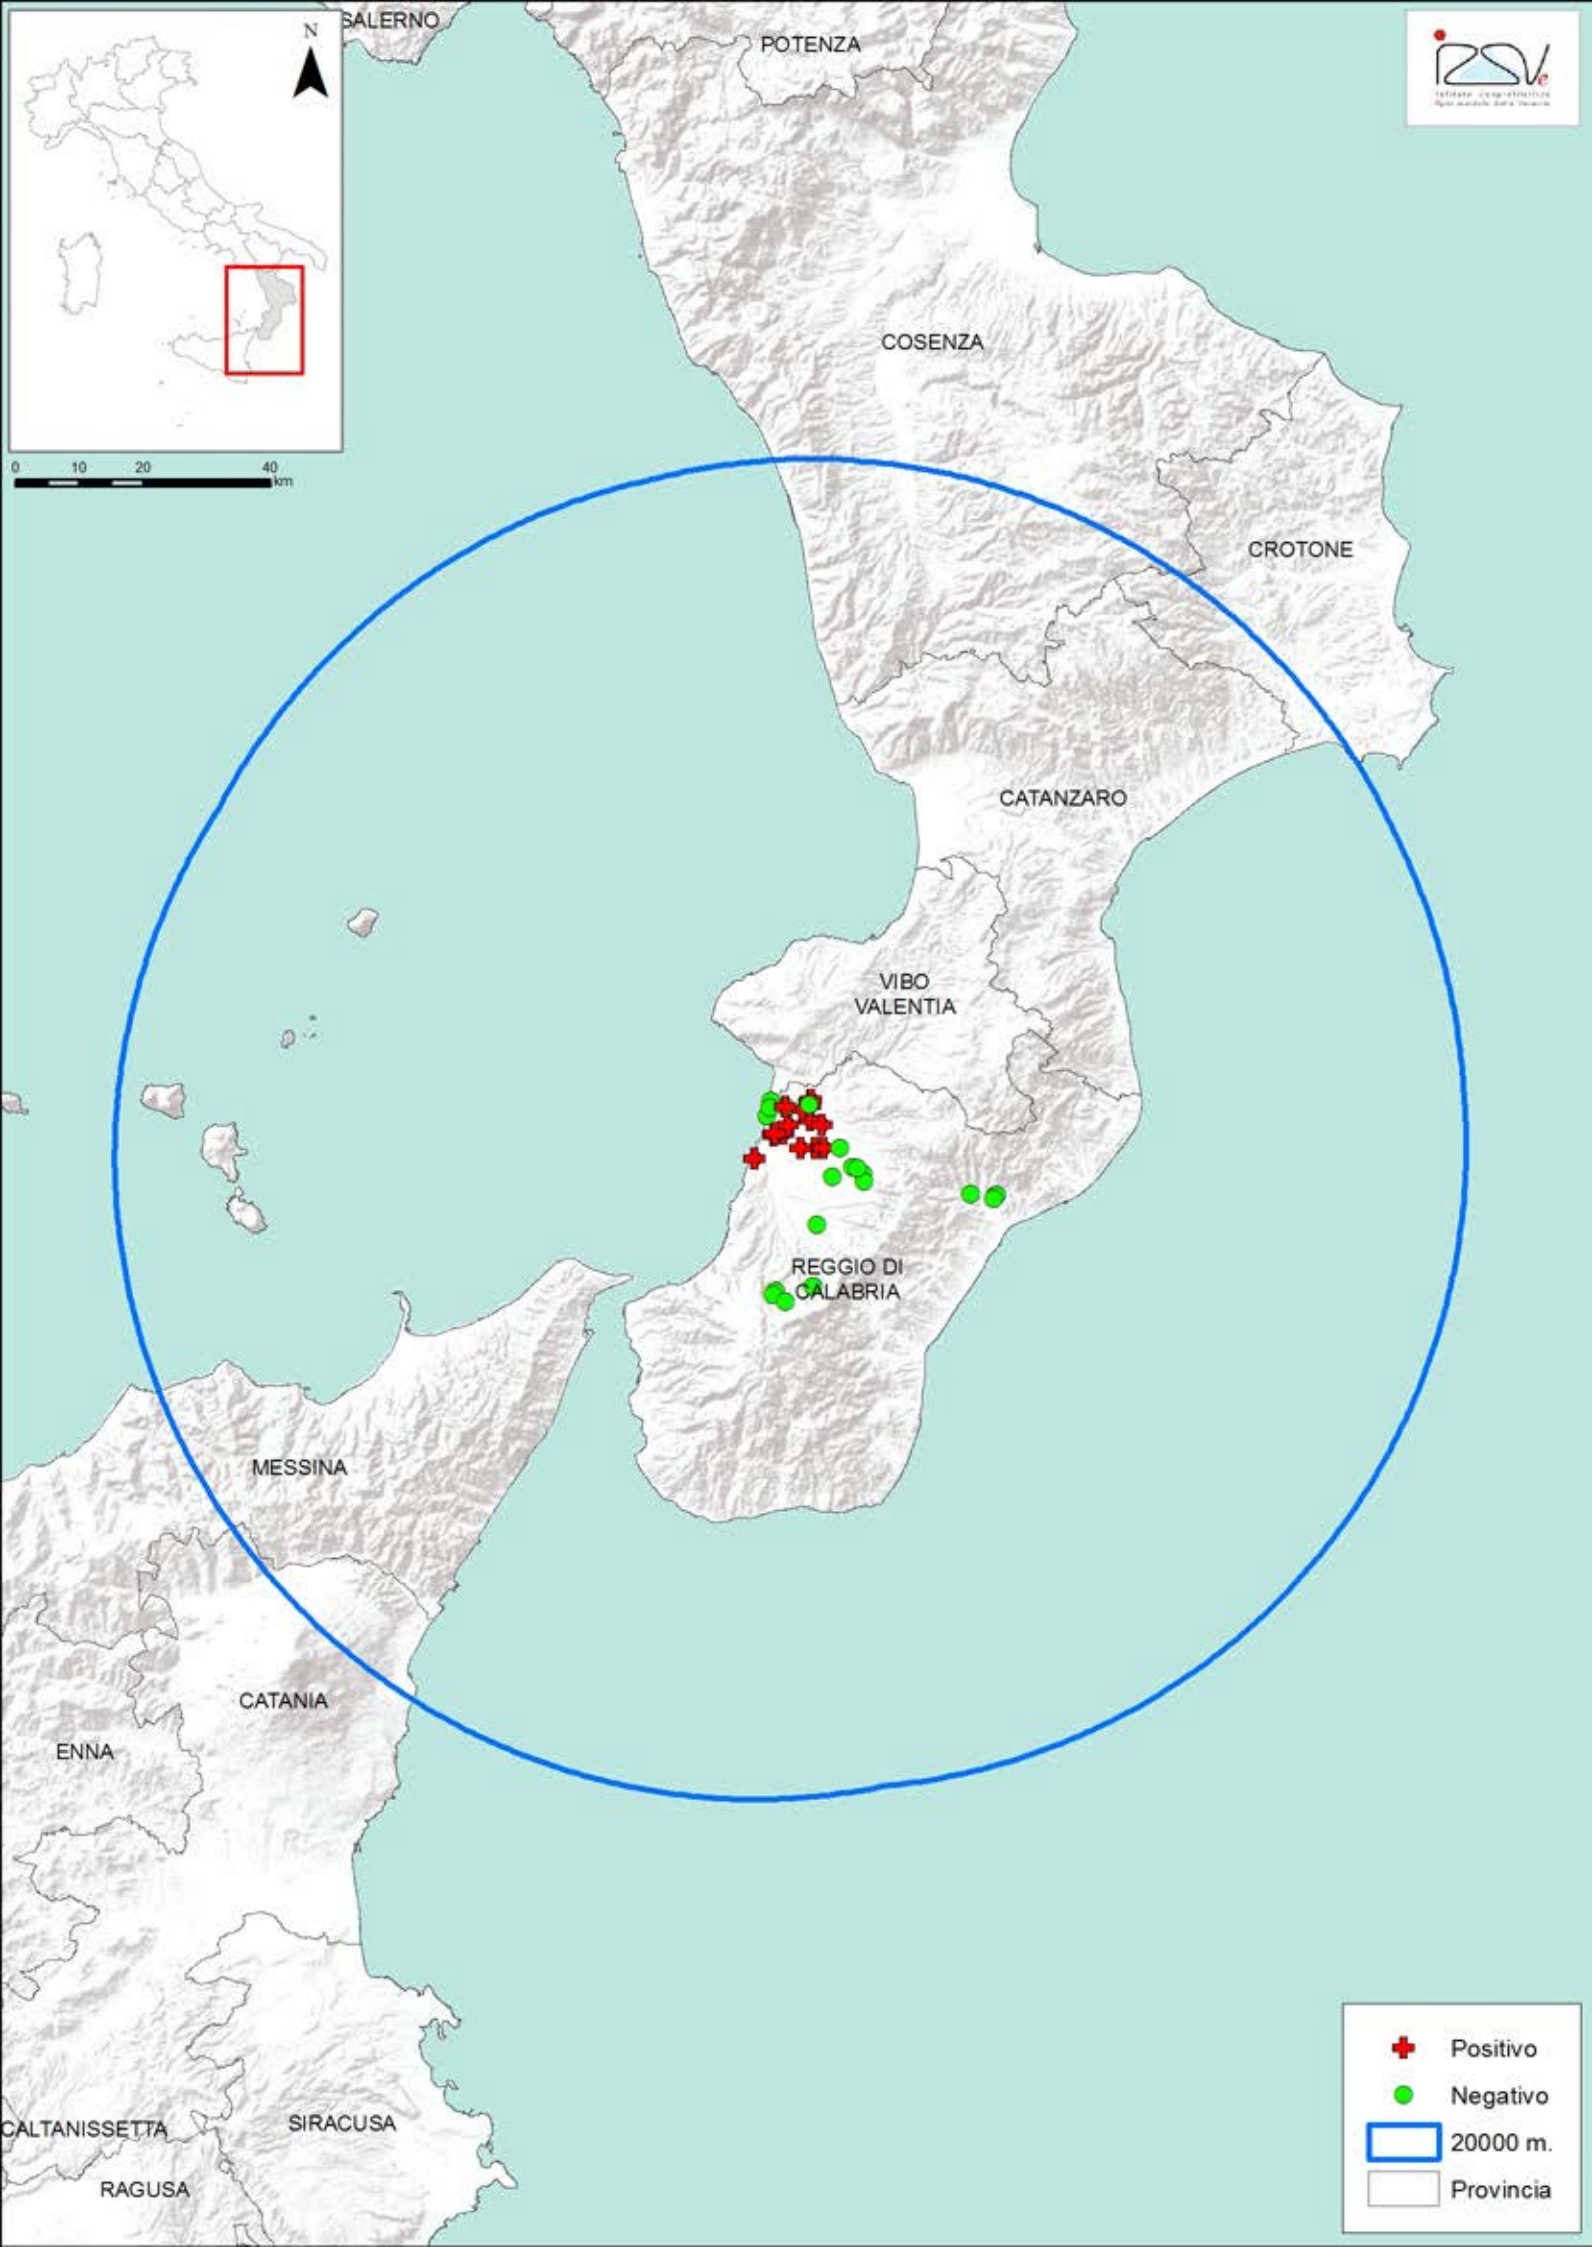 SALERNO
POTENZA
N
0 10 20 40
km
COSENZA
CROTONE
CATANZARO
VIBO
VALENTIA
REGGIO DI
CALABRIA
MESSINA
CATANIA
ENNA
CALTANISSETTA
SIRACUSA
RAGUSA
Positivo
Negativo
20000 m.
Provincia